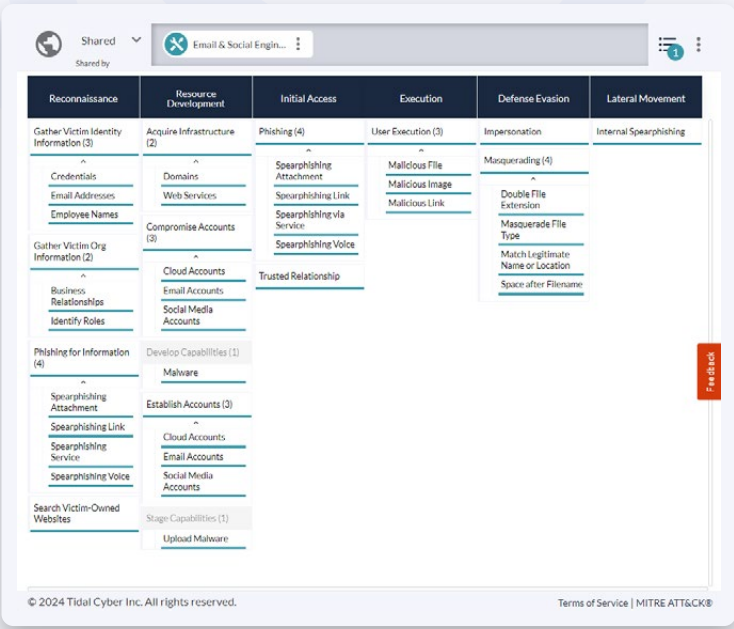 Shared
Shared by
Email & Social Engin...
1
Reconnaissance
Gather Victim Identity
Information (3)
Credentials
Email Addresses
Employee Names
Gather Victim Org
Information (2)
Business
Relationships
Identify Roles
Phishing for Information
(4)
Spearphishing
Attachment
Spearphishing Link
Spearphishing
Service
Spearphishing Voice
Search Victim-Owned
Websites
Resource
Development
Acquire Infrastructure
(2)
Domains
Web Services
Compromise Accounts
(3)
Cloud Accounts
Email Accounts
Social Media
Accounts
Develop Capabilities (1)
Malware
Establish Accounts (3)
Cloud Accounts
Email Accounts
Social Media
Accounts
Stage Capabilities (1)
Upload Malware
Initial Access
Phishing (4)
Spearphishing
Attachment
Spearphishing Link
Spearphishing via
Service
Spearphishing Voice
Trusted Relationship
Execution
User Execution (3)
Malicious File
Malicious Image
Malicious Link
Defense Evasion
Impersonation
Masquerading (4)
Double File
Extension
Masquerade File
Type
Match Legitimate
Name or Location
Space after Filename
Lateral Movement
Internal Spearphishing
Feedback
© 2024 Tidal Cyber Inc. All rights reserved.
Terms of Service | MITRE ATT&CK®